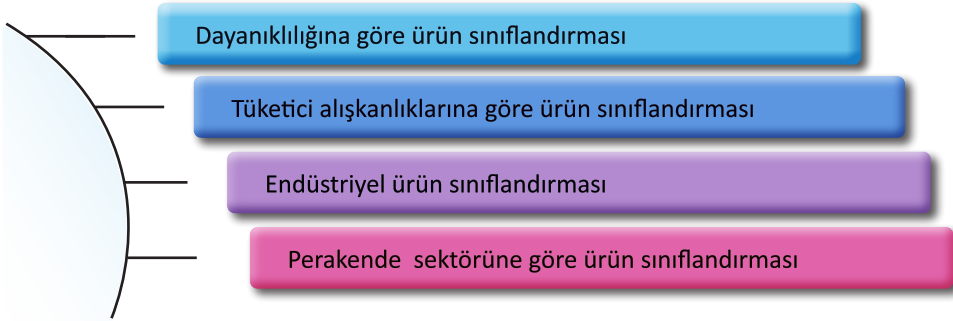 Dayanıklılığına göre ürün sınıflandırması
Tüketici alışkanlıklarına göre ürün sınıflandırması
Endüstriyel ürün sınıflandırması
Perakende sektörüne göre ürün sınıflandırması